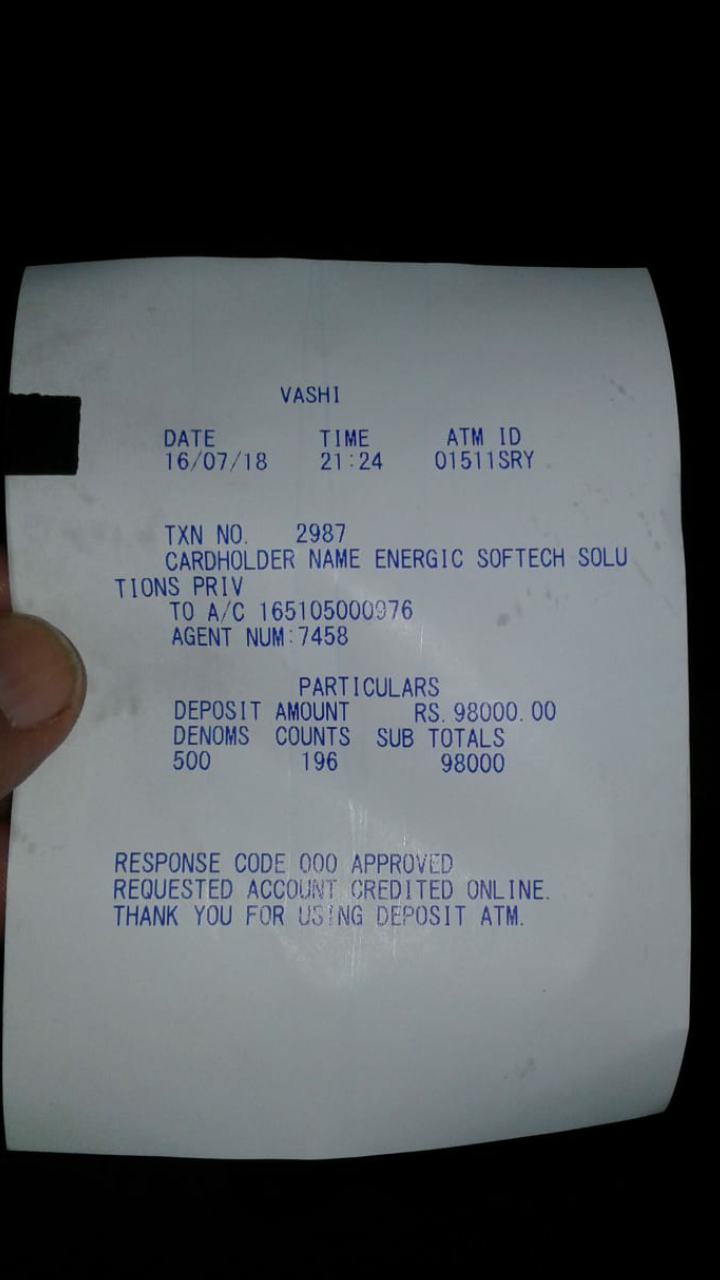 VASHI
DATE TIME ATM ID
16/07/18 21:24 01511SRY
TXN NO. 2987
CARDHOLDER NAME ENERGIC SOFTECH SOLU
TIONS PRIV
TO A/C 165105000976
AGENT NUM:7458
PARTICULARS
DEPOSIT AMOUNT RS.98000.00
DENOMS COUNTS SUB TOTALS
500 196 98000
RESPONSE CODE 000 APPROVED
REQUESTED ACCOUNT CREDITED ONLINE.
THANK YOU FOR USING DEPOSIT ATM.